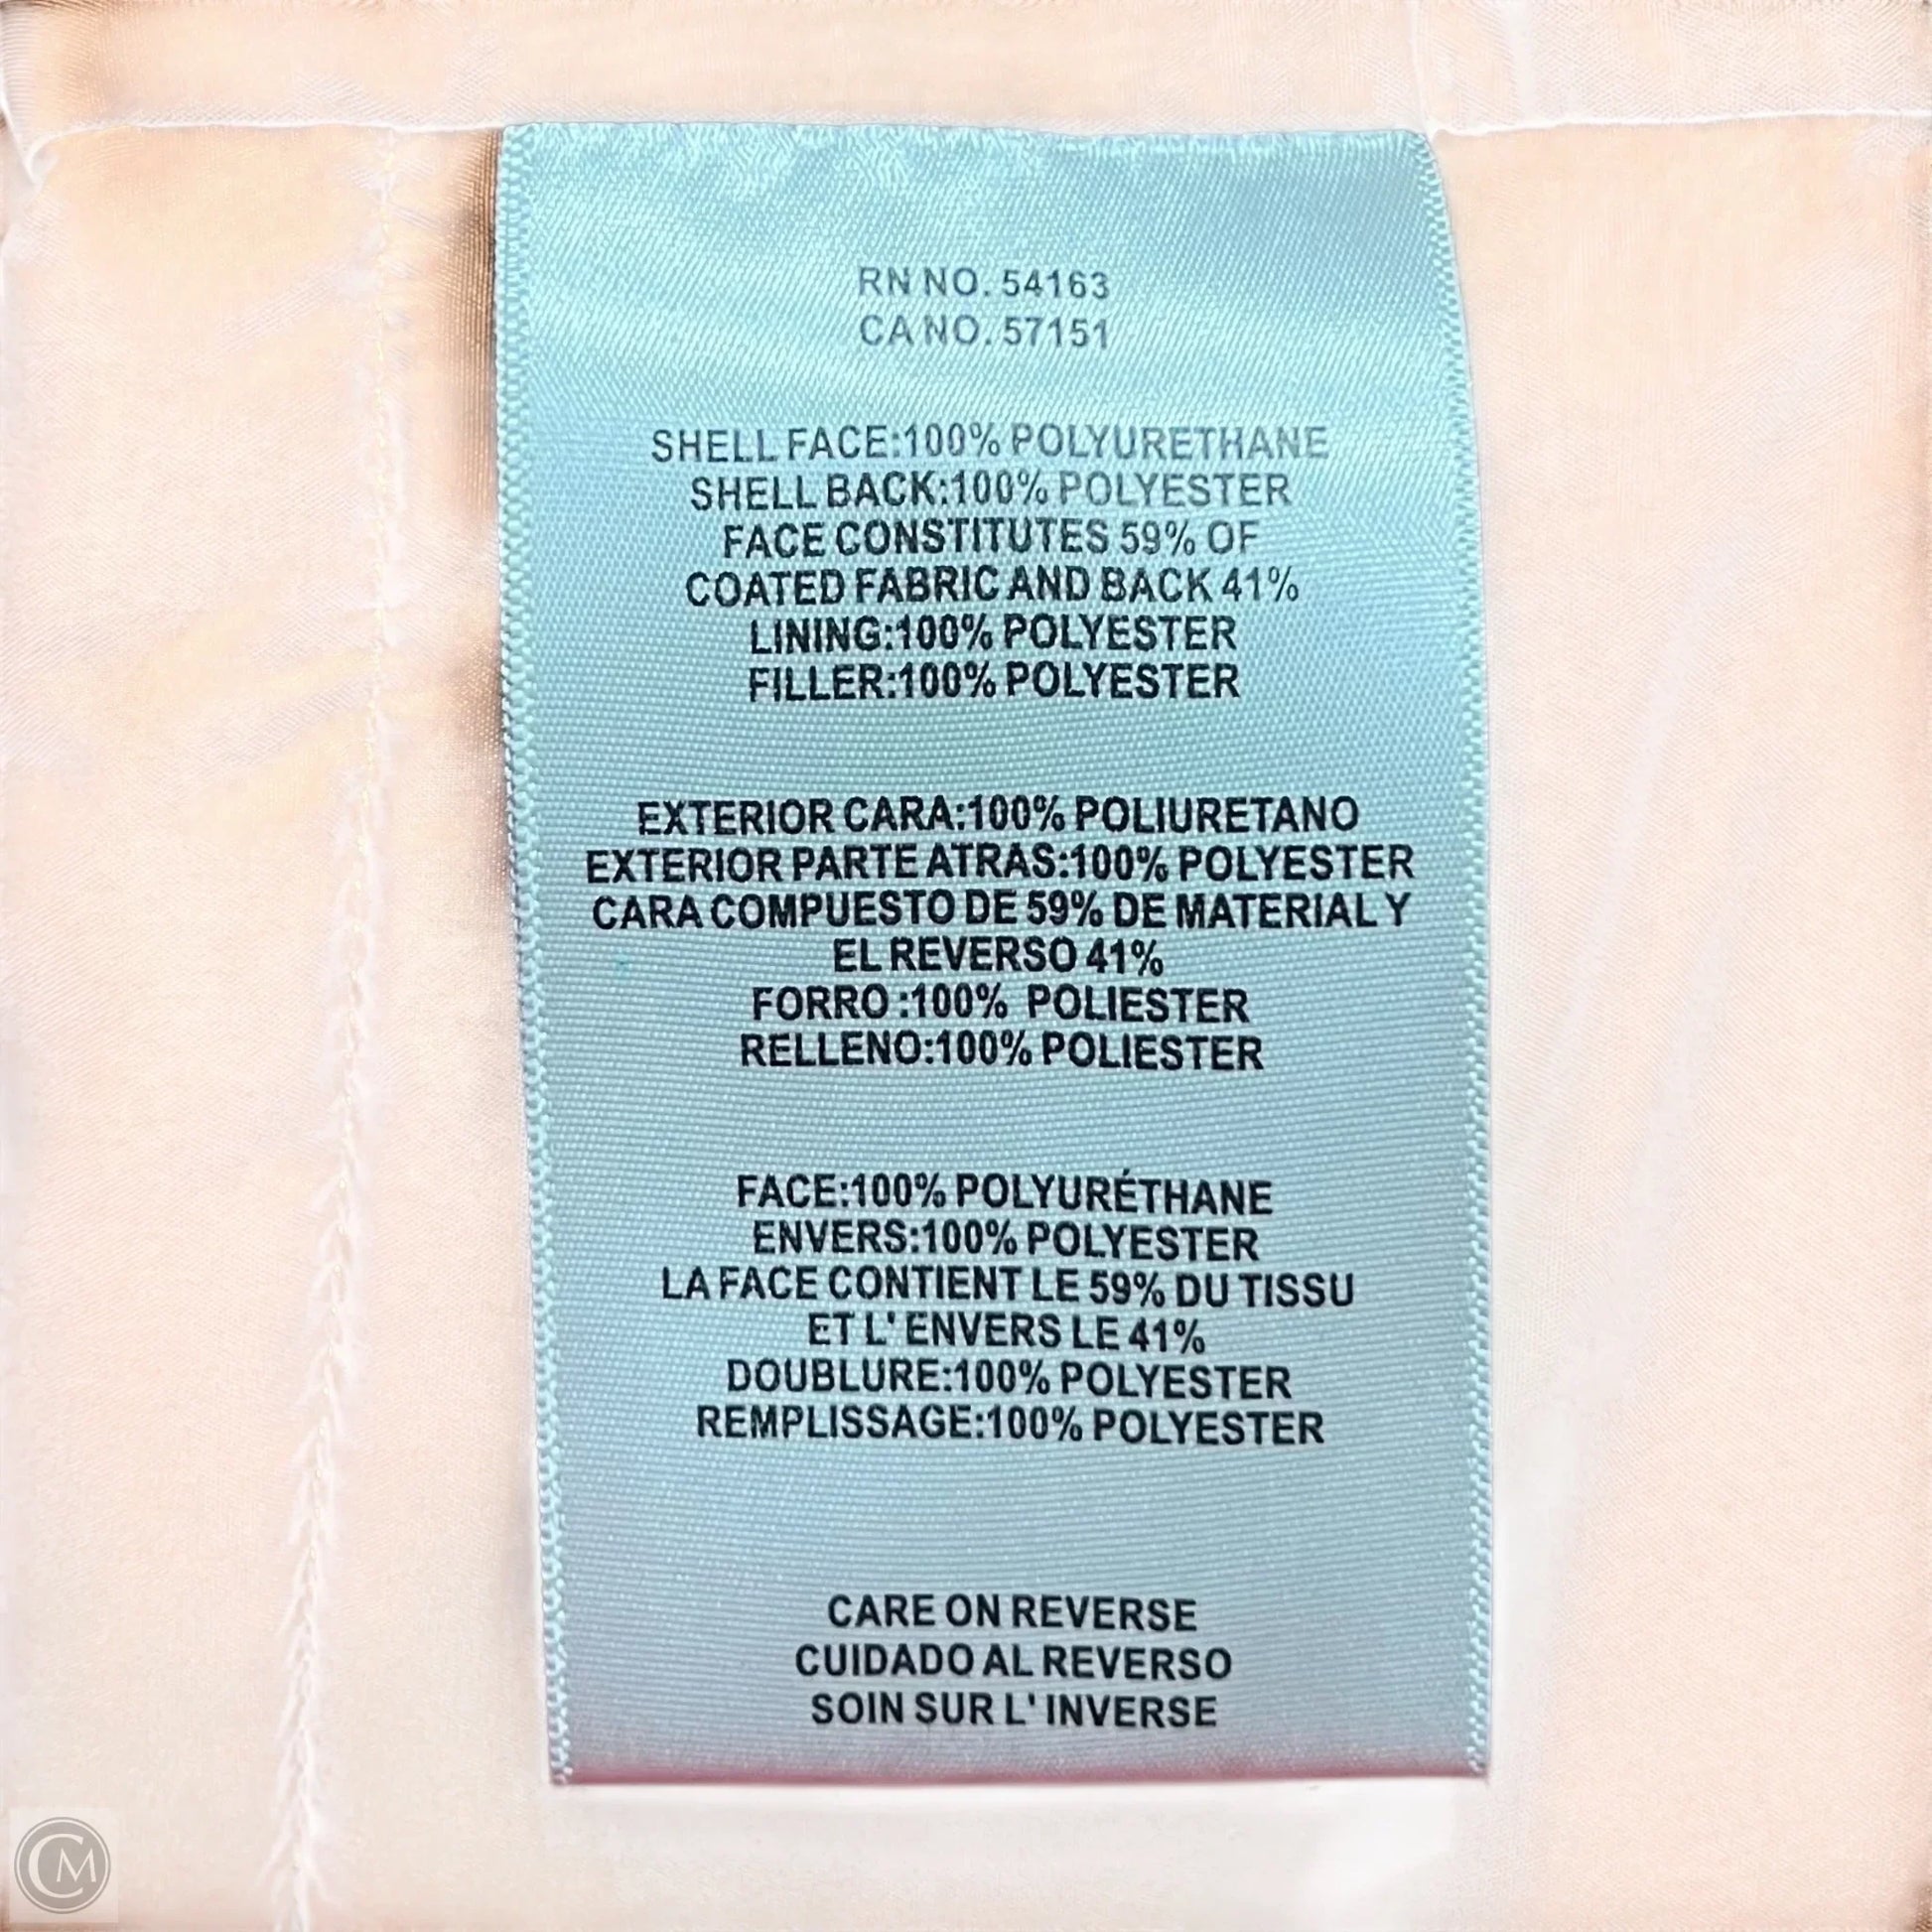 RN NO. 54163
CA NO. 57151
SHELL FACE:100% POLYURETHANE
SHELL BACK:100% POLYESTER
FACE CONSTITUTES 59% OF
COATED FABRIC AND BACK 41%
LINING:100% POLYESTER
FILLER:100% POLYESTER
EXTERIOR CARA:100% POLIURETANO
EXTERIOR PARTE ATRAS:100% POLYESTER
CARA COMPUESTO DE 59% DE MATERIAL Y
EL REVERSO 41%
FORRO :100% POLIESTER
RELLENO:100% POLIESTER
FACE:100% POLYURÉTHANE
ENVERS:100% POLYESTER
LA FACE CONTIENT LE 59% DU TISSU
ET L' ENVERS LE 41%
DOUBLURE:100% POLYESTER
REMPLISSAGE:100% POLYESTER
CARE ON REVERSE
CUIDADO AL REVERSO
SOIN SUR L' INVERSE
CM